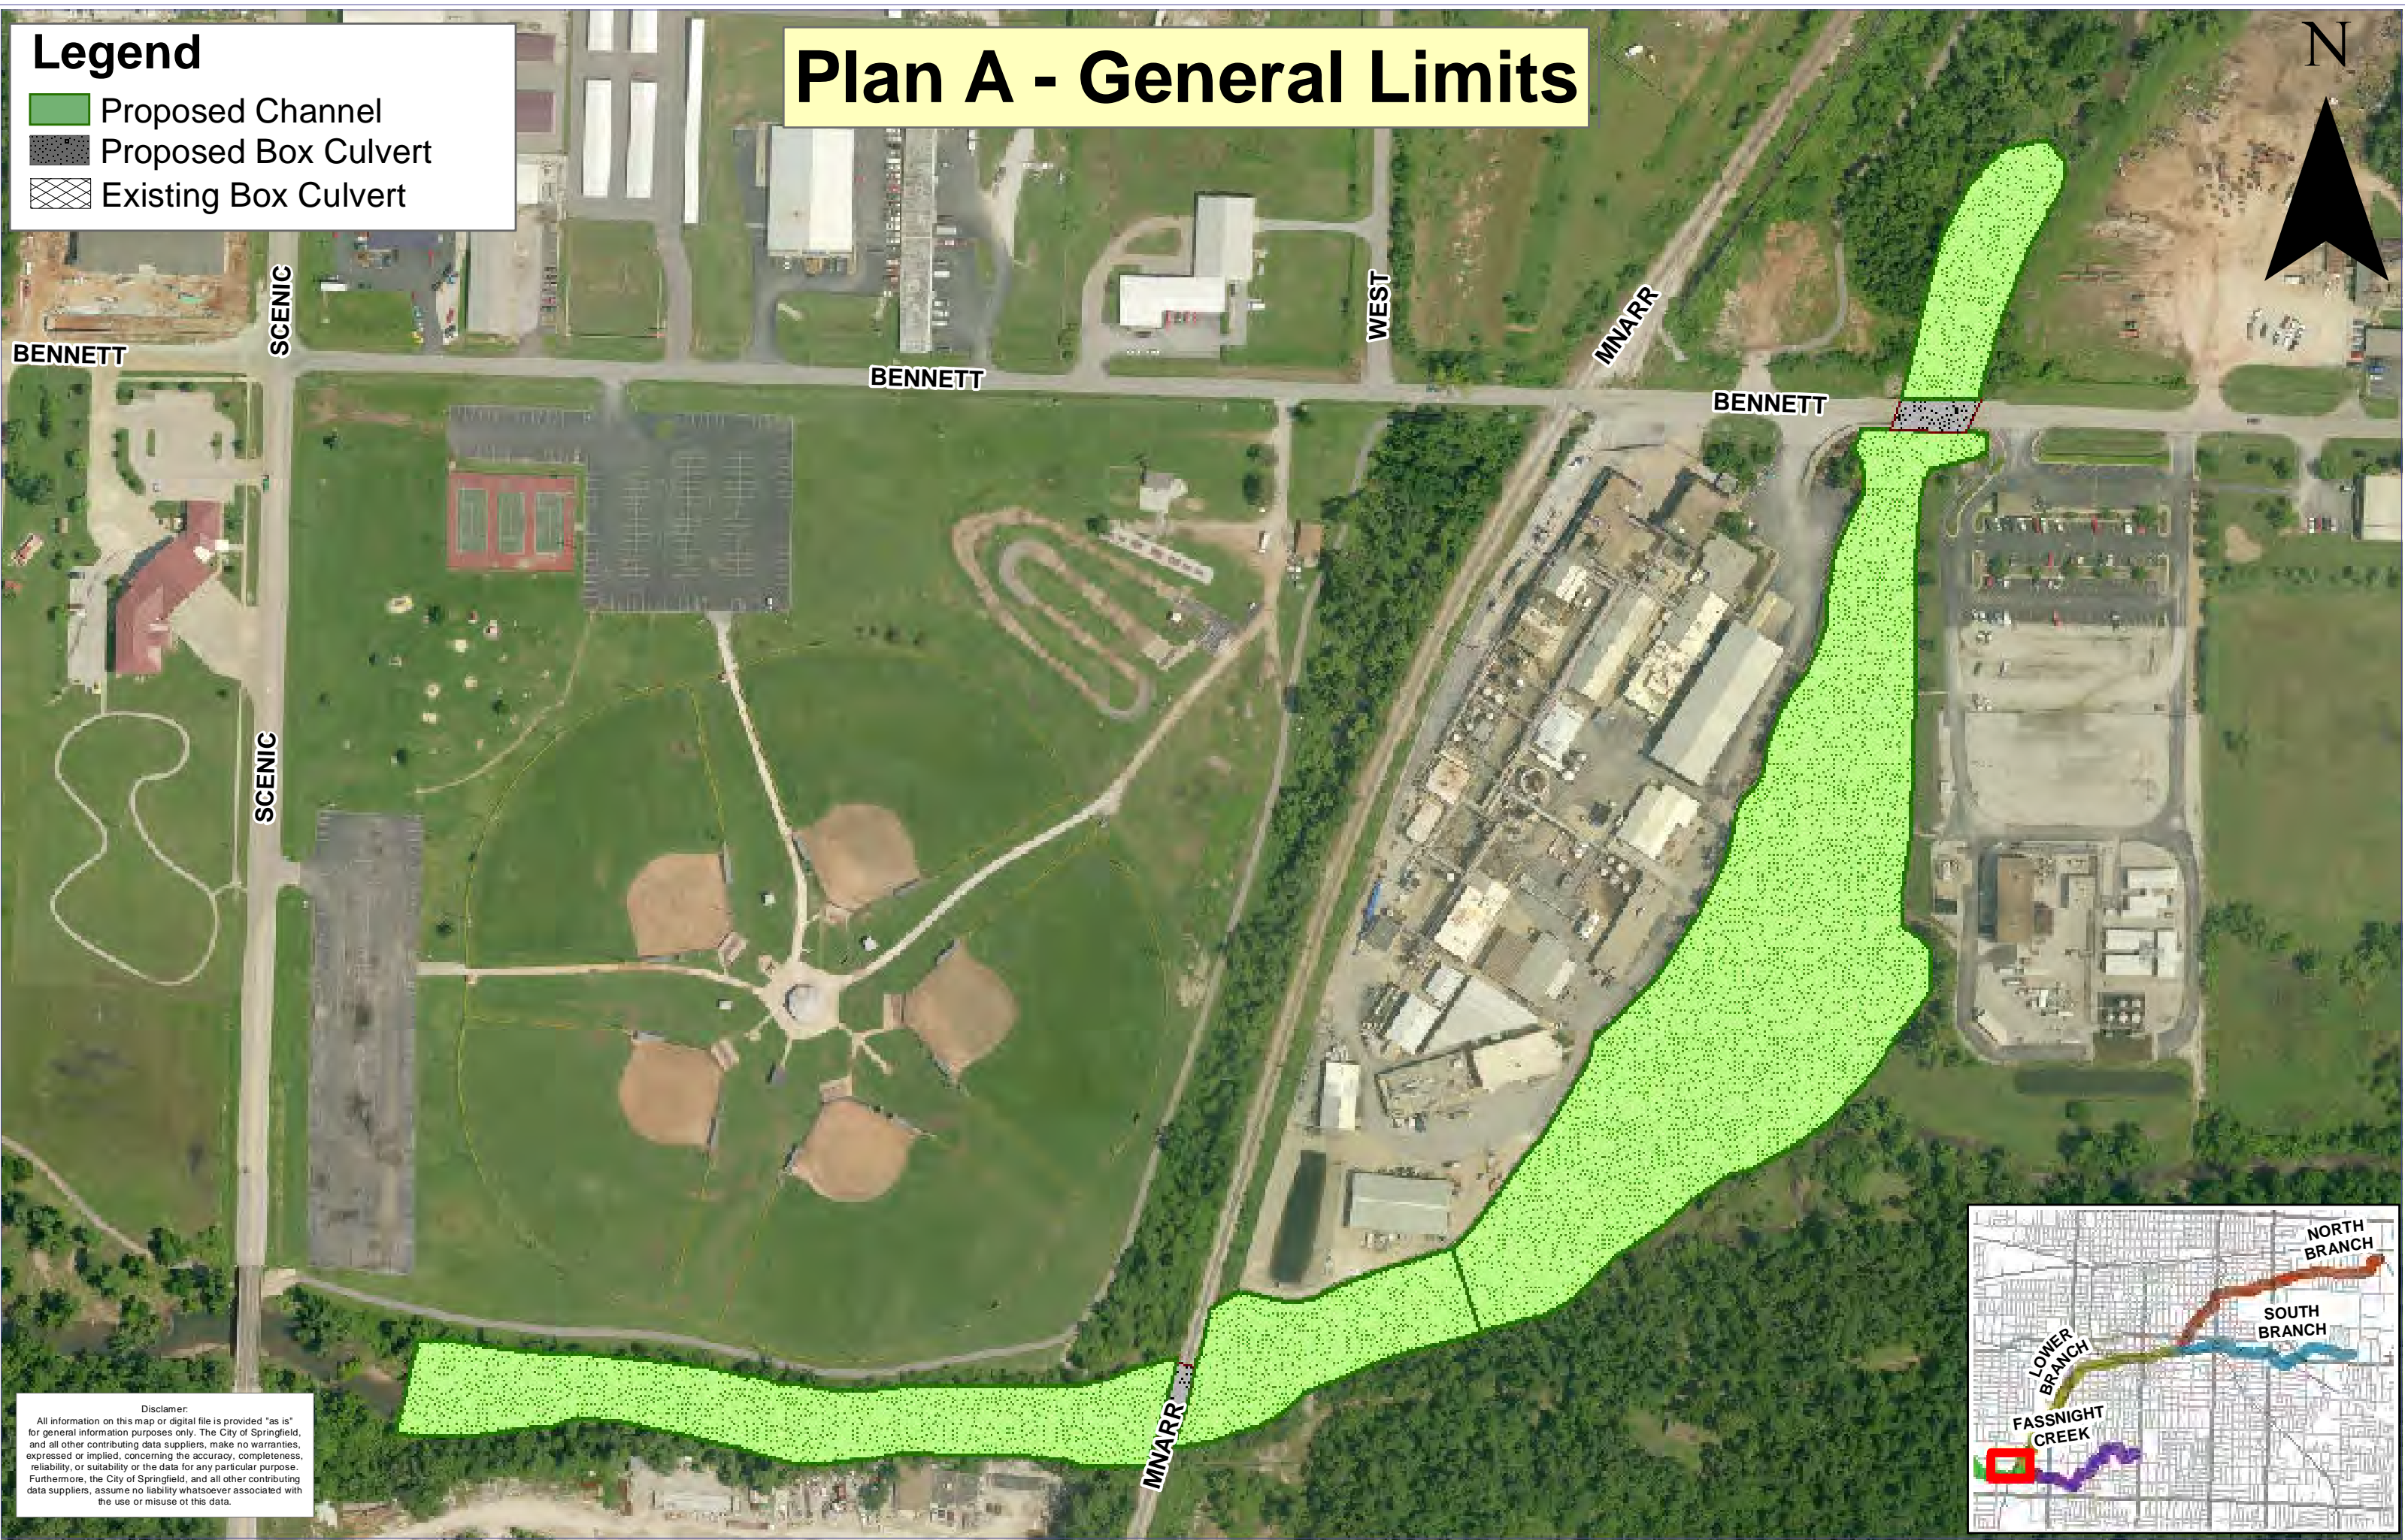 Legend
Proposed Channel
Proposed Box Culvert
Existing Box Culvert
Plan A - General Limits
N
SCENIC
BENNETT
BENNETT
WEST
MNARR
BENNETT
SCENIC
MNARR
Disclamer:
All information on this map or digital file is provided "as is"
for general information purposes only. The City of Springfield,
and all other contributing data suppliers, make no warranties,
expressed or implied, concerning the accuracy, completeness,
reliability, or suitability or the data for any particular purpose.
Furthermore, the City of Springfield, and all other contributing
data suppliers, assume no liability whatsoever associated with
the use or misuse ot this data.
NORTH
BRANCH
SOUTH
BRANCH
LOWER
BRANCH
FASSNIGHT
CREEK